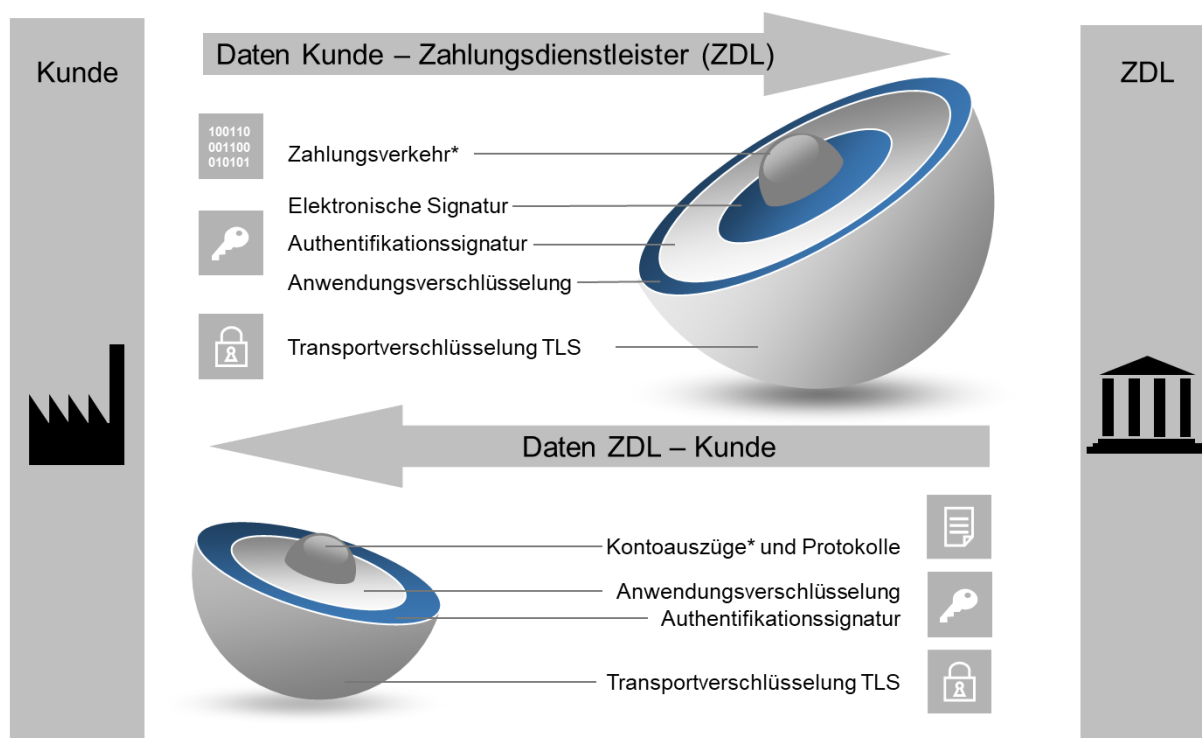 Kunde
Daten Kunde – Zahlungsdienstleister (ZDL)
ZDL
100110
001100
010101
Zahlungsverkehr*
Elektronische Signatur
Authentifikationssignatur
Anwendungsverschlüsselung
Transportverschlüsselung TLS
Daten ZDL – Kunde
Kontoauszüge* und Protokolle
Anwendungsverschlüsselung
Authentifikationssignatur
Transportverschlüsselung TLS